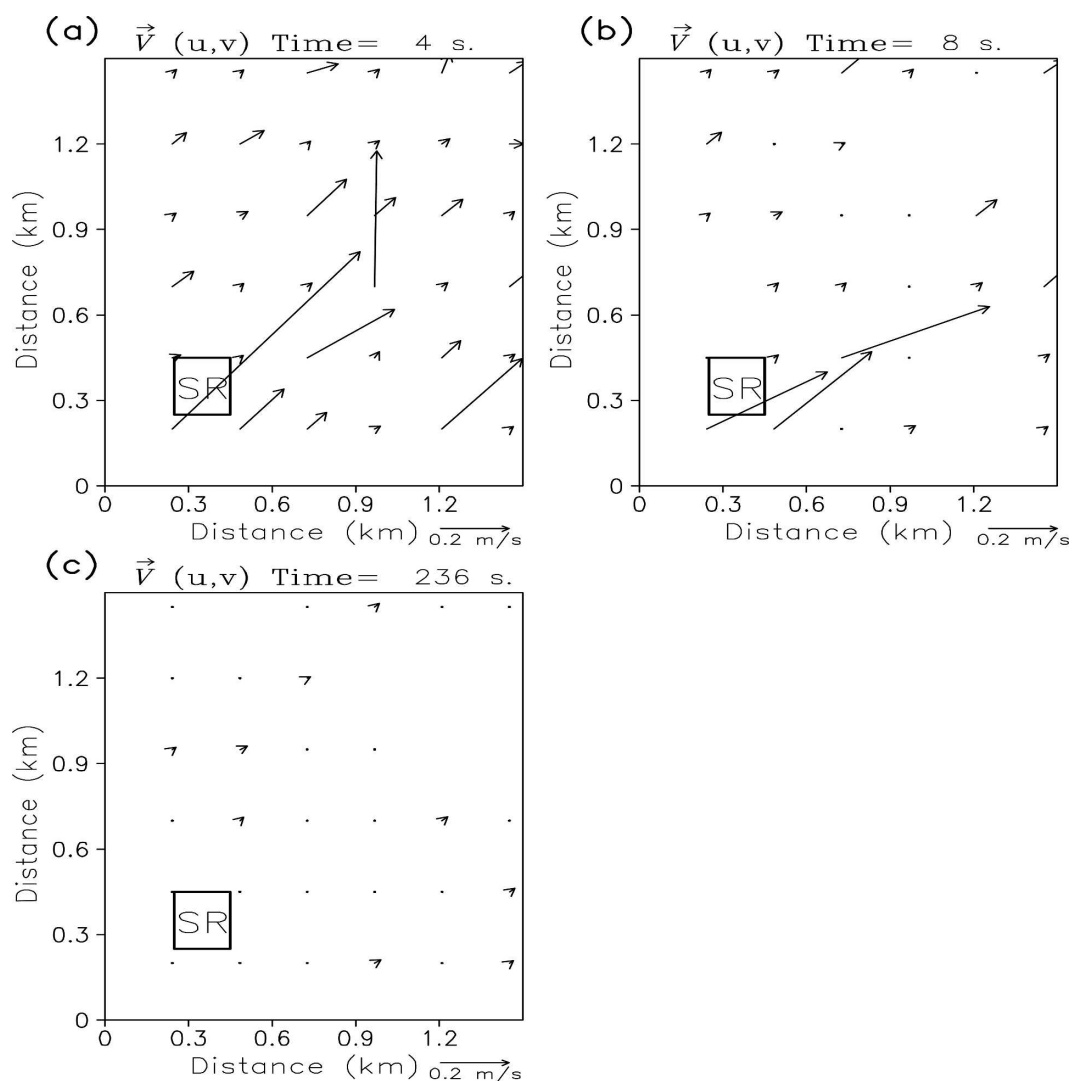 (a) V (u,v) Time= 4 s.
1.2
0.9
0.6
0.3
0
Distance (km)
SR
0 0.3 0.6 0.9 1.2
Distance (km)
0.2 m/s
(b) V (u,v) Time= 8 s.
1.2
0.9
0.6
0.3
0
Distance (km)
SR
0 0.3 0.6 0.9 1.2
Distance (km)
0.2 m/s
(c) V (u,v) Time= 236 s.
1.2
0.9
0.6
0.3
0
Distance (km)
SR
0 0.3 0.6 0.9 1.2
Distance (km)
0.2 m/s